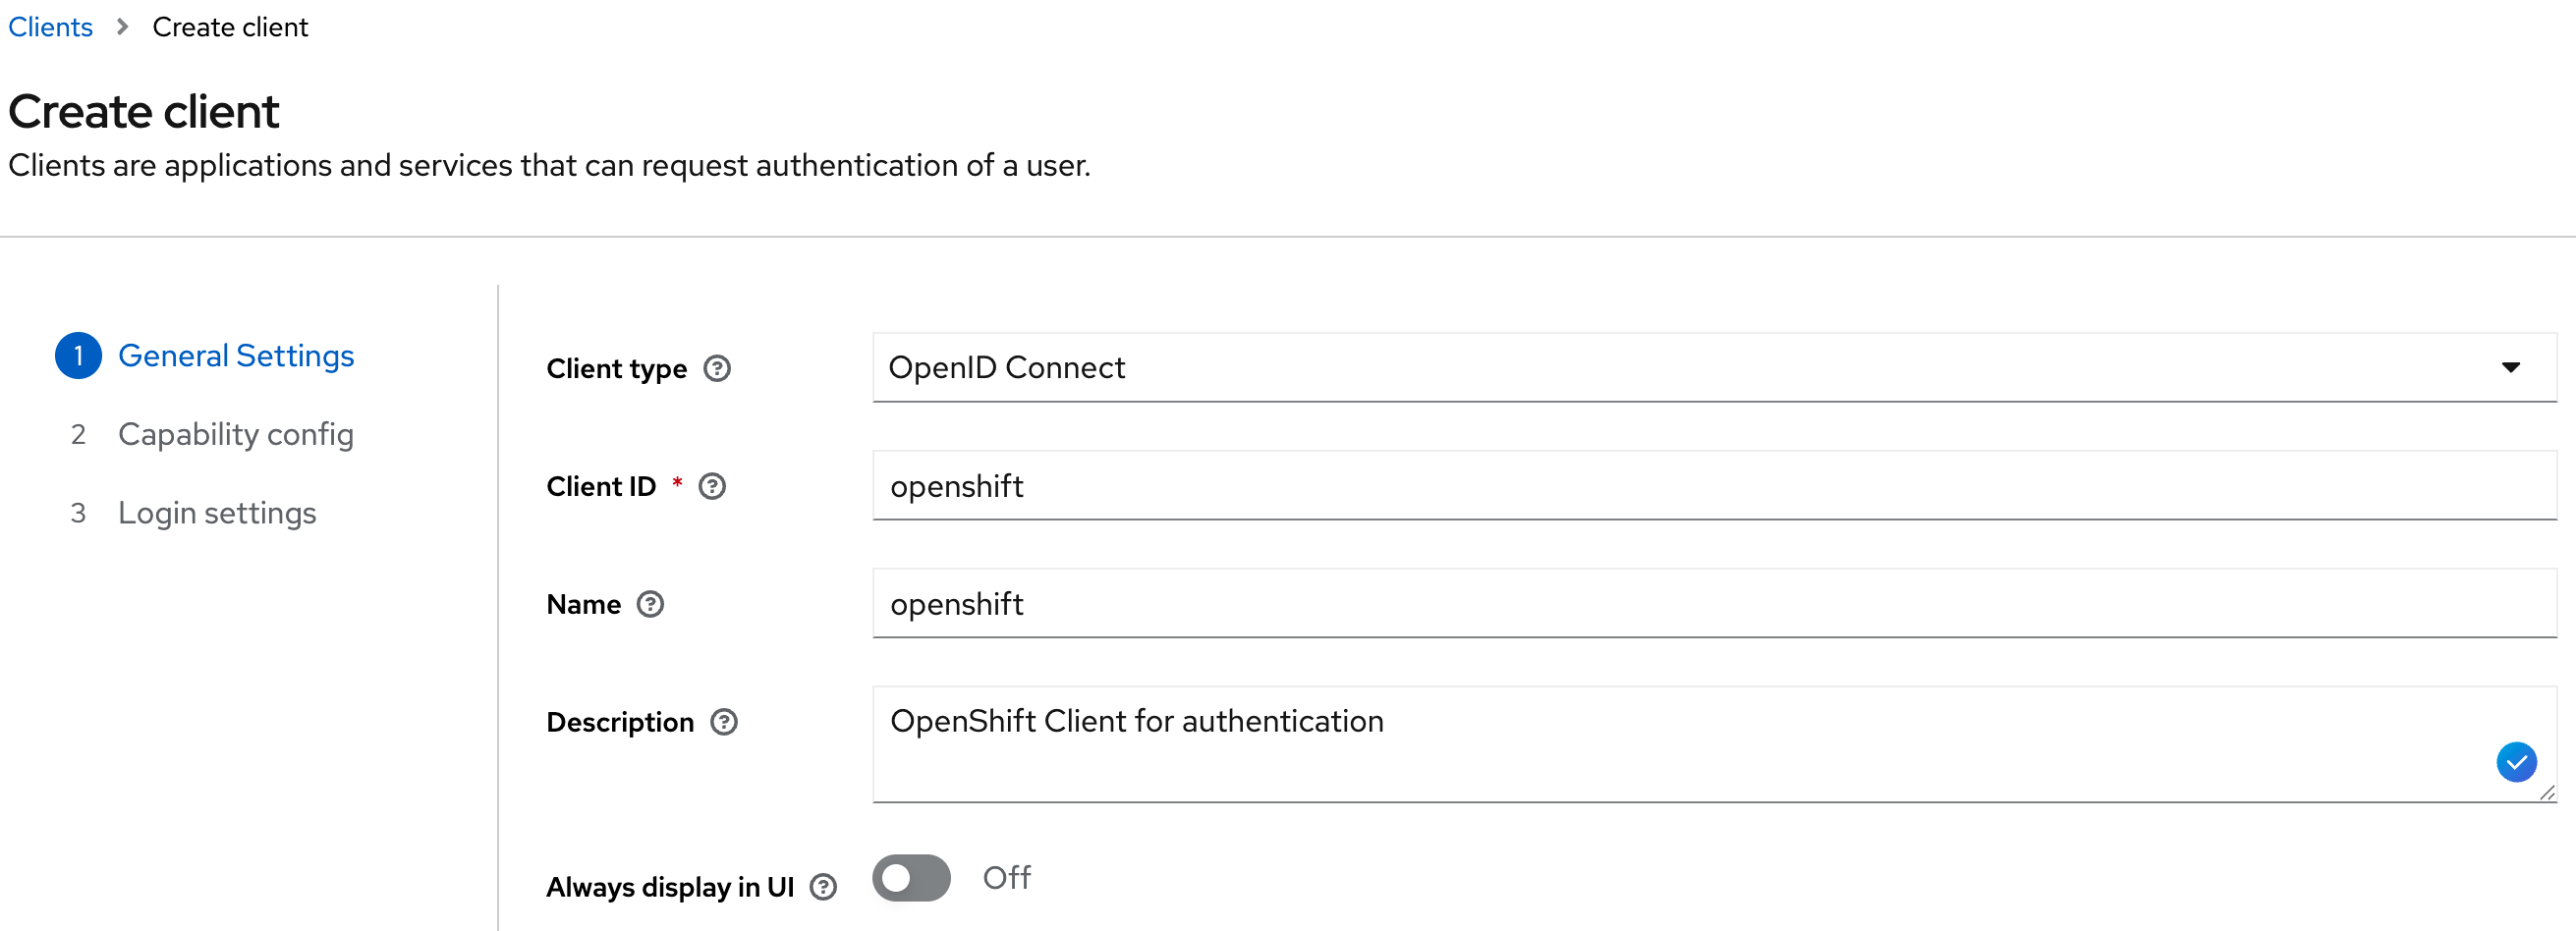 Clients > Create client
Create client
Clients are applications and services that can request authentication of a user.
1 General Settings
2 Capability config
3 Login settings
Client type ? OpenID Connect
Client ID * ? openshift
Name ? openshift
Description ? OpenShift Client for authentication
Always display in UI ? Off